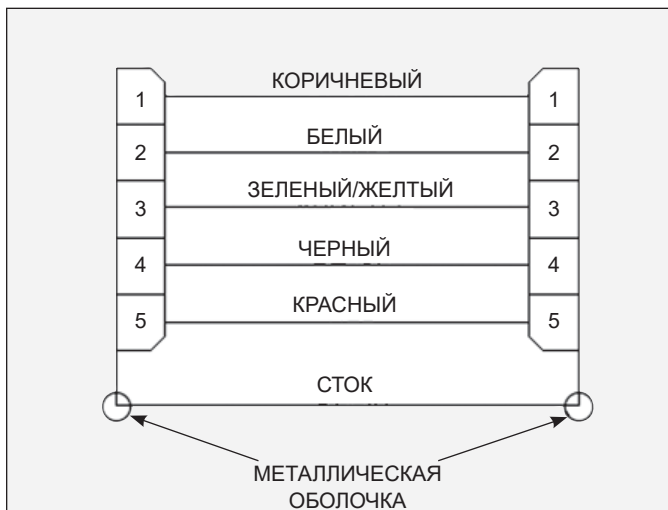 КОРИЧНЕВЫЙ
1 1
БЕЛЫЙ
2 2
ЗЕЛЕНЫЙ/ЖЕЛТЫЙ
3 3
ЧЕРНЫЙ
4 4
КРАСНЫЙ
5 5
СТОК
МЕТАЛЛИЧЕСКАЯ
ОБОЛОЧКА